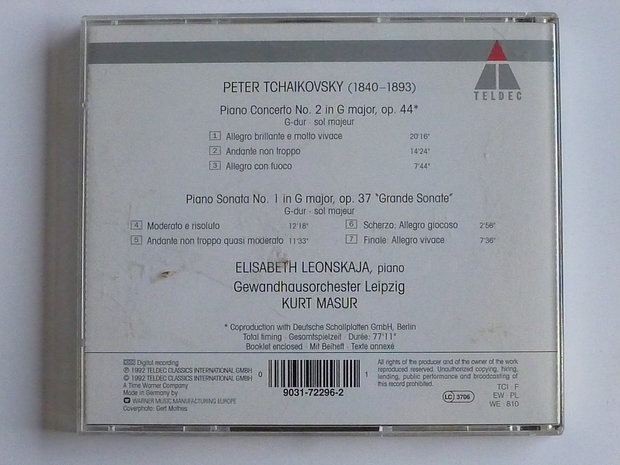 TELDEC
PETER TCHAIKOVSKY (1840–1893)
Piano Concerto No. 2 in G major, op. 44*
G-dur · sol majeur
1 Allegro brillante e molto vivace 20'16"
2 Andante non troppo 14'24"
3 Allegro con fuoco 7'44"
Piano Sonata No. 1 in G major, op. 37 "Grande Sonate"
G-dur · sol majeur
4 Moderato e risoluto 12'18"
5 Andante non troppo quasi moderato 11'33"
6 Scherzo: Allegro giocoso 2'56"
7 Finale: Allegro vivace 7'36"
ELISABETH LEONSKAJA, piano
Gewandhausorchester Leipzig
KURT MASUR
* Coproduction with Deutsche Schallplatten GmbH, Berlin
Total timing · Gesamtspielzeit · Durée: 77'11"
Booklet enclosed · Mit Beiheft · Texte annexé
DDD Digital recording
℗ 1992 TELDEC CLASSICS INTERNATIONAL GMBH
© 1992 TELDEC CLASSICS INTERNATIONAL GMBH
A Time Warner Company
Made in Germany by
WARNER MUSIC MANUFACTURING EUROPE
Coverphoto: Gert Mothes
0
9031-72296-2
1
All rights of the producer and of the owner of the work
reproduced reserved. Unauthorized copying, hiring,
lending, public performance and broadcasting of
this record prohibited.
LC 3706
TCI : F
EW : PL
WE : 810